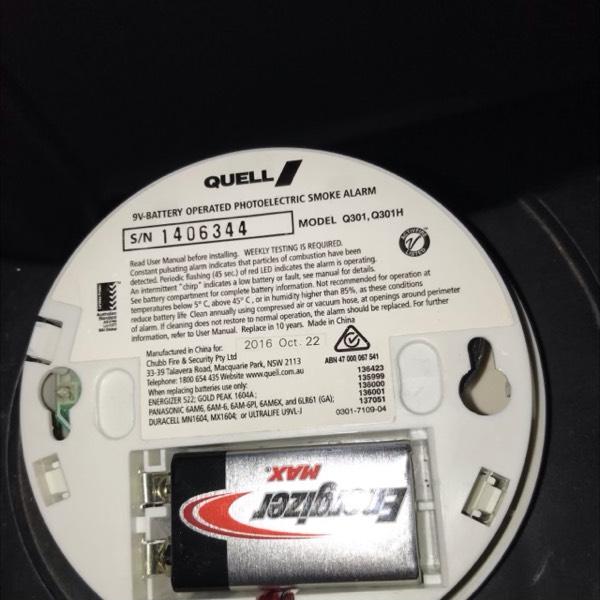 QUELL
9V-BATTERY OPERATED PHOTOELECTRIC SMOKE ALARM
S/N 1406344 MODEL Q301, Q301H
Read User Manual before installing. WEEKLY TESTING IS REQUIRED.
Constant pulsating alarm indicates that particles of combustion have been
detected. Periodic flashing (45 sec.) of red LED indicates the alarm is operating.
An intermittent "chirp" indicates a low battery or fault, see manual for details.
See battery compartment for complete battery information. Not recommended for operation at
temperatures below 5° C, above 45° C, or in humidity higher than 85%, as these conditions
reduce battery life. Clean annually using compressed air or vacuum hose, at openings around perimeter
of alarm. If cleaning does not restore to normal operation, the alarm should be replaced. For further
information, refer to User Manual. Replace in 10 years. Made in China
Manufactured in China for:
2016 Oct. 22
Chubb Fire & Security Pty Ltd
ABN 47 000 067 541
33-39 Talavera Road, Macquarie Park, NSW 2113
Telephone: 1800 654 435 Website www.quell.com.au
When replacing batteries use only:
ENERGIZER 522; GOLD PEAK 1604A;
PANASONIC 6AM6, 6AM-6, 6AM-6PI, 6AM6X, and 6LR61 (GA);
DURACELL MN1604, MX1604; or ULTRALIFE U9VL-J
136423
135999
136000
136001
137051
0301-7109-04
Energizer
MAX.